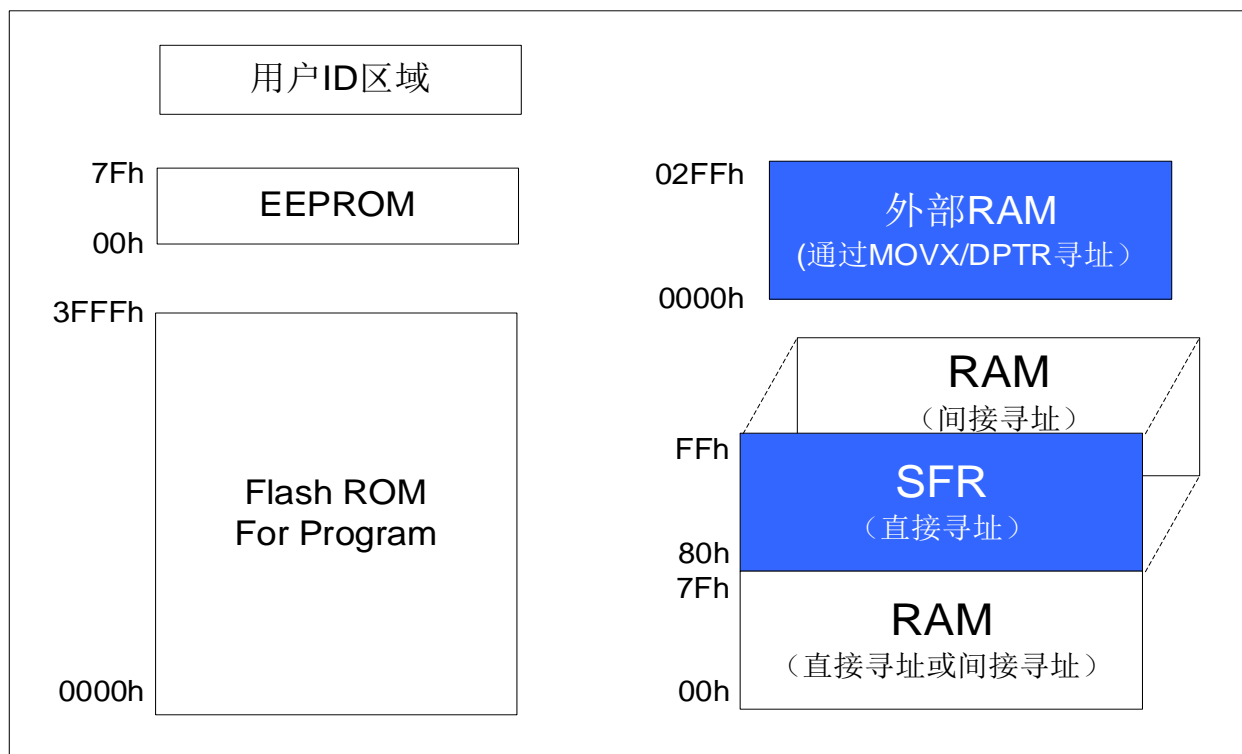 用户ID区域
7Fh
EEPROM
00h
3FFFh
Flash ROM
For Program
0000h
02FFh
外部RAM
(通过MOVX/DPTR寻址）
0000h
RAM
（间接寻址）
FFh
SFR
（直接寻址）
80h
7Fh
RAM
（直接寻址或间接寻址）
00h